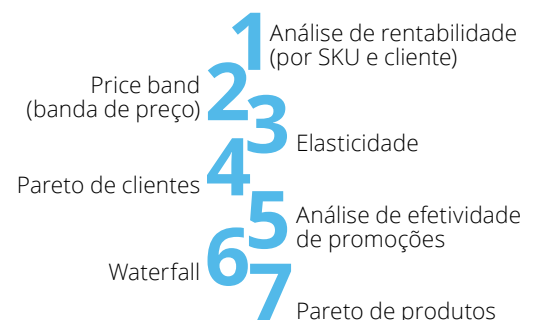 1
Análise de rentabilidade
(por SKU e cliente)
2
Price band
(banda de preço)
3
Elasticidade
4
Pareto de clientes
5
Análise de efetividade
de promoções
6
Waterfall
7
Pareto de produtos